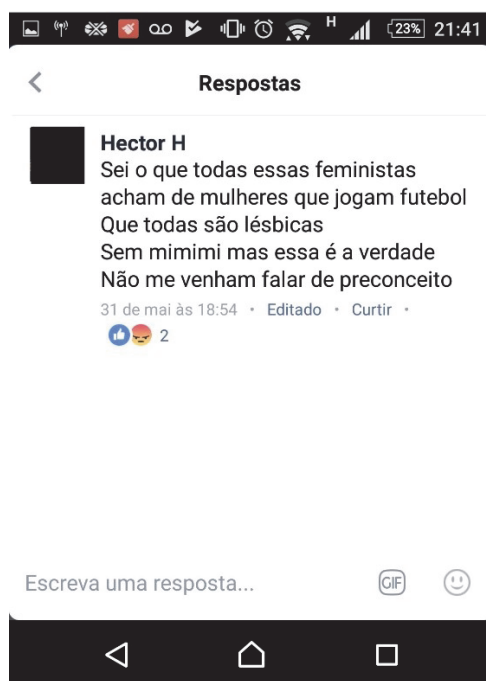 H 23% 21:41
Respostas
Hector H
Sei o que todas essas feministas
acham de mulheres que jogam futebol
Que todas são lésbicas
Sem mimimi mas essa é a verdade
Não me venham falar de preconceito
31 de mai às 18:54 • Editado • Curtir •
2
Escreva uma resposta... GIF